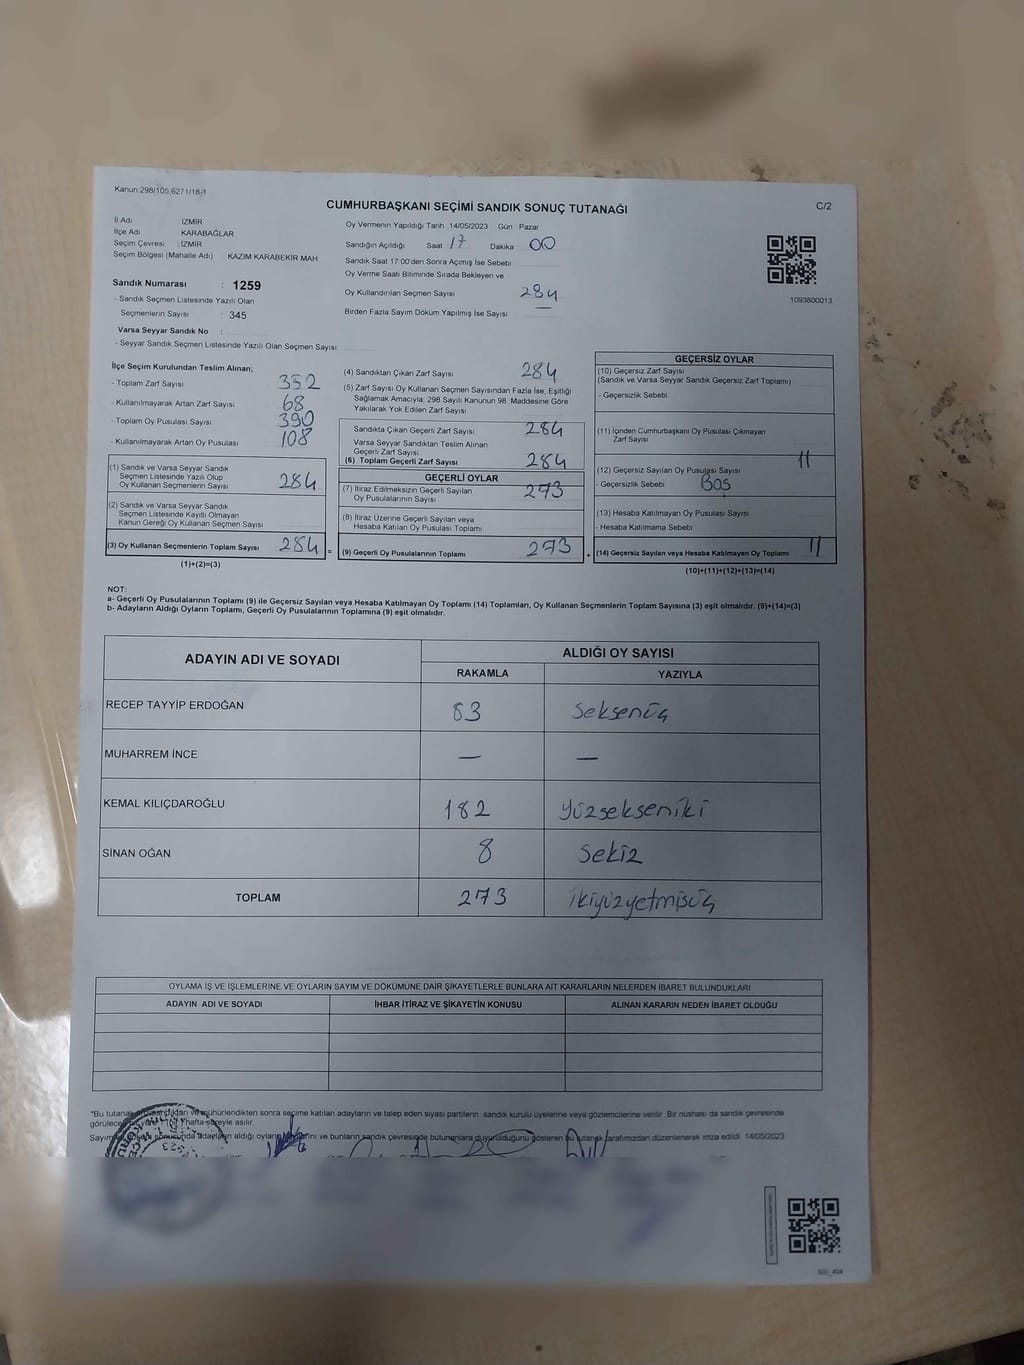 Kanun:298/105,6271/18-1
CUMHURBAŞKANI SEÇİMİ SANDIK SONUÇ TUTANAĞI
C/2
İl Adı : İZMİR
İlçe Adı : KARABAĞLAR
Seçim Çevresi : İZMİR
Seçim Bölgesi (Mahalle Adı) KAZIM KARABEKİR MAH.
Sandık Numarası : 1259
- Sandık Seçmen Listesinde Yazılı Olan
Seçmenlerin Sayısı : 345
Varsa Seyyar Sandık No :
- Seyyar Sandık Seçmen Listesinde Yazılı Olan Seçmen Sayısı
Oy Vermenin Yapıldığı Tarih 14/05/2023 Gün : Pazar
Sandığın Açıldığı Saat 17 Dakika 00
Sandık Saat 17:00'den Sonra Açımış İse Sebebi
Oy Verme Saati Bitiminde Sırada Bekleyen ve
Oy Kullandırılan Seçmen Sayısı 284
Birden Fazla Sayım Döküm Yapılmış İse Sayısı —
1093800013
İlçe Seçim Kurulundan Teslim Alınan;
- Toplam Zarf Sayısı 352
- Kullanılmayarak Artan Zarf Sayısı 68
- Toplam Oy Pusulası Sayısı 390
- Kullanılmayarak Artan Oy Pusulası 108
(1) Sandık ve Varsa Seyyar Sandık
Seçmen Listesinde Yazılı Olup
Oy Kullanan Seçmenlerin Sayısı 284
(2) Sandık ve Varsa Seyyar Sandık
Seçmen Listesinde Kayıtlı Olmayan
Kanun Gereği Oy Kullanan Seçmen Sayısı
(3) Oy Kullanan Seçmenlerin Toplam Sayısı 284 =
(1)+(2)=(3)
(4) Sandıktan Çıkan Zarf Sayısı 284
(5) Zarf Sayısı Oy Kullanan Seçmen Sayısından Fazla İse, Eşitliği
Sağlamak Amacıyla; 298 Sayılı Kanunun 98. Maddesine Göre
Yakılarak Yok Edilen Zarf Sayısı
Sandıkta Çıkan Geçerli Zarf Sayısı 284
Varsa Seyyar Sandıktan Teslim Alınan
Geçerli Zarf Sayısı
(6) Toplam Geçerli Zarf Sayısı 284
GEÇERLİ OYLAR
(7) İtiraz Edilmeksizin Geçerli Sayılan
Oy Pusulalarının Sayısı 273
(8) İtiraz Üzerine Geçerli Sayılan veya
Hesaba Katılan Oy Pusulası Toplamı
(9) Geçerli Oy Pusulalarının Toplamı 273 +
GEÇERSİZ OYLAR
(10) Geçersiz Zarf Sayısı
(Sandık ve Varsa Seyyar Sandık Geçersiz Zarf Toplamı)
- Geçersizlik Sebebi
(11) İçinden Cumhurbaşkanı Oy Pusulası Çıkmayan
Zarf Sayısı
11
(12) Geçersiz Sayılan Oy Pusulası Sayısı
- Geçersizlik Sebebi Boş
(13) Hesaba Katılmayan Oy Pusulası Sayısı
- Hesaba Katılmama Sebebi
(14) Geçersiz Sayılan veya Hesaba Katılmayan Oy Toplamı 11
(10)+(11)+(12)+(13)=(14)
NOT:
a- Geçerli Oy Pusulalarının Toplamı (9) ile Geçersiz Sayılan veya Hesaba Katılmayan Oy Toplamı (14) Toplamları, Oy Kullanan Seçmenlerin Toplam Sayısına (3) eşit olmalıdır. (9)+(14)=(3)
b- Adayların Aldığı Oyların Toplamı, Geçerli Oy Pusulalarının Toplamına (9) eşit olmalıdır.
ADAYIN ADI VE SOYADI ALDIĞI OY SAYISI
RAKAMLA YAZIYLA
RECEP TAYYİP ERDOĞAN 83 Seksenüç
MUHARREM İNCE — —
KEMAL KILIÇDAROĞLU 182 yüzsekseniki
SİNAN OĞAN 8 Sekiz
TOPLAM 273 ikiyüzyetmişüç
OYLAMA İŞ VE İŞLEMLERİNE VE OYLARIN SAYIM VE DÖKÜMÜNE DAİR ŞİKAYETLERLE BUNLARA AİT KARARLARIN NELERDEN İBARET BULUNDUKLARI
ADAYIN ADI VE SOYADI İHBAR İTİRAZ VE ŞİKAYETİN KONUSU ALINAN KARARIN NEDEN İBARET OLDUĞU
*Bu tutanak mühürlendikten sonra seçime katılan adayların ve talep eden siyasi partilerin sandık kurulu üyelerine veya gözlemcilerine verilir. Bir nüshası da sandık çevresinde
hafta süreyle asılır
sonucunda adayların aldığı oyların ve bunların sandık çevresinde bulunanlara duyurulduğunu gösteren bu tutanak tarafımızdan düzenlenerek imza edildi. 14/05/2023